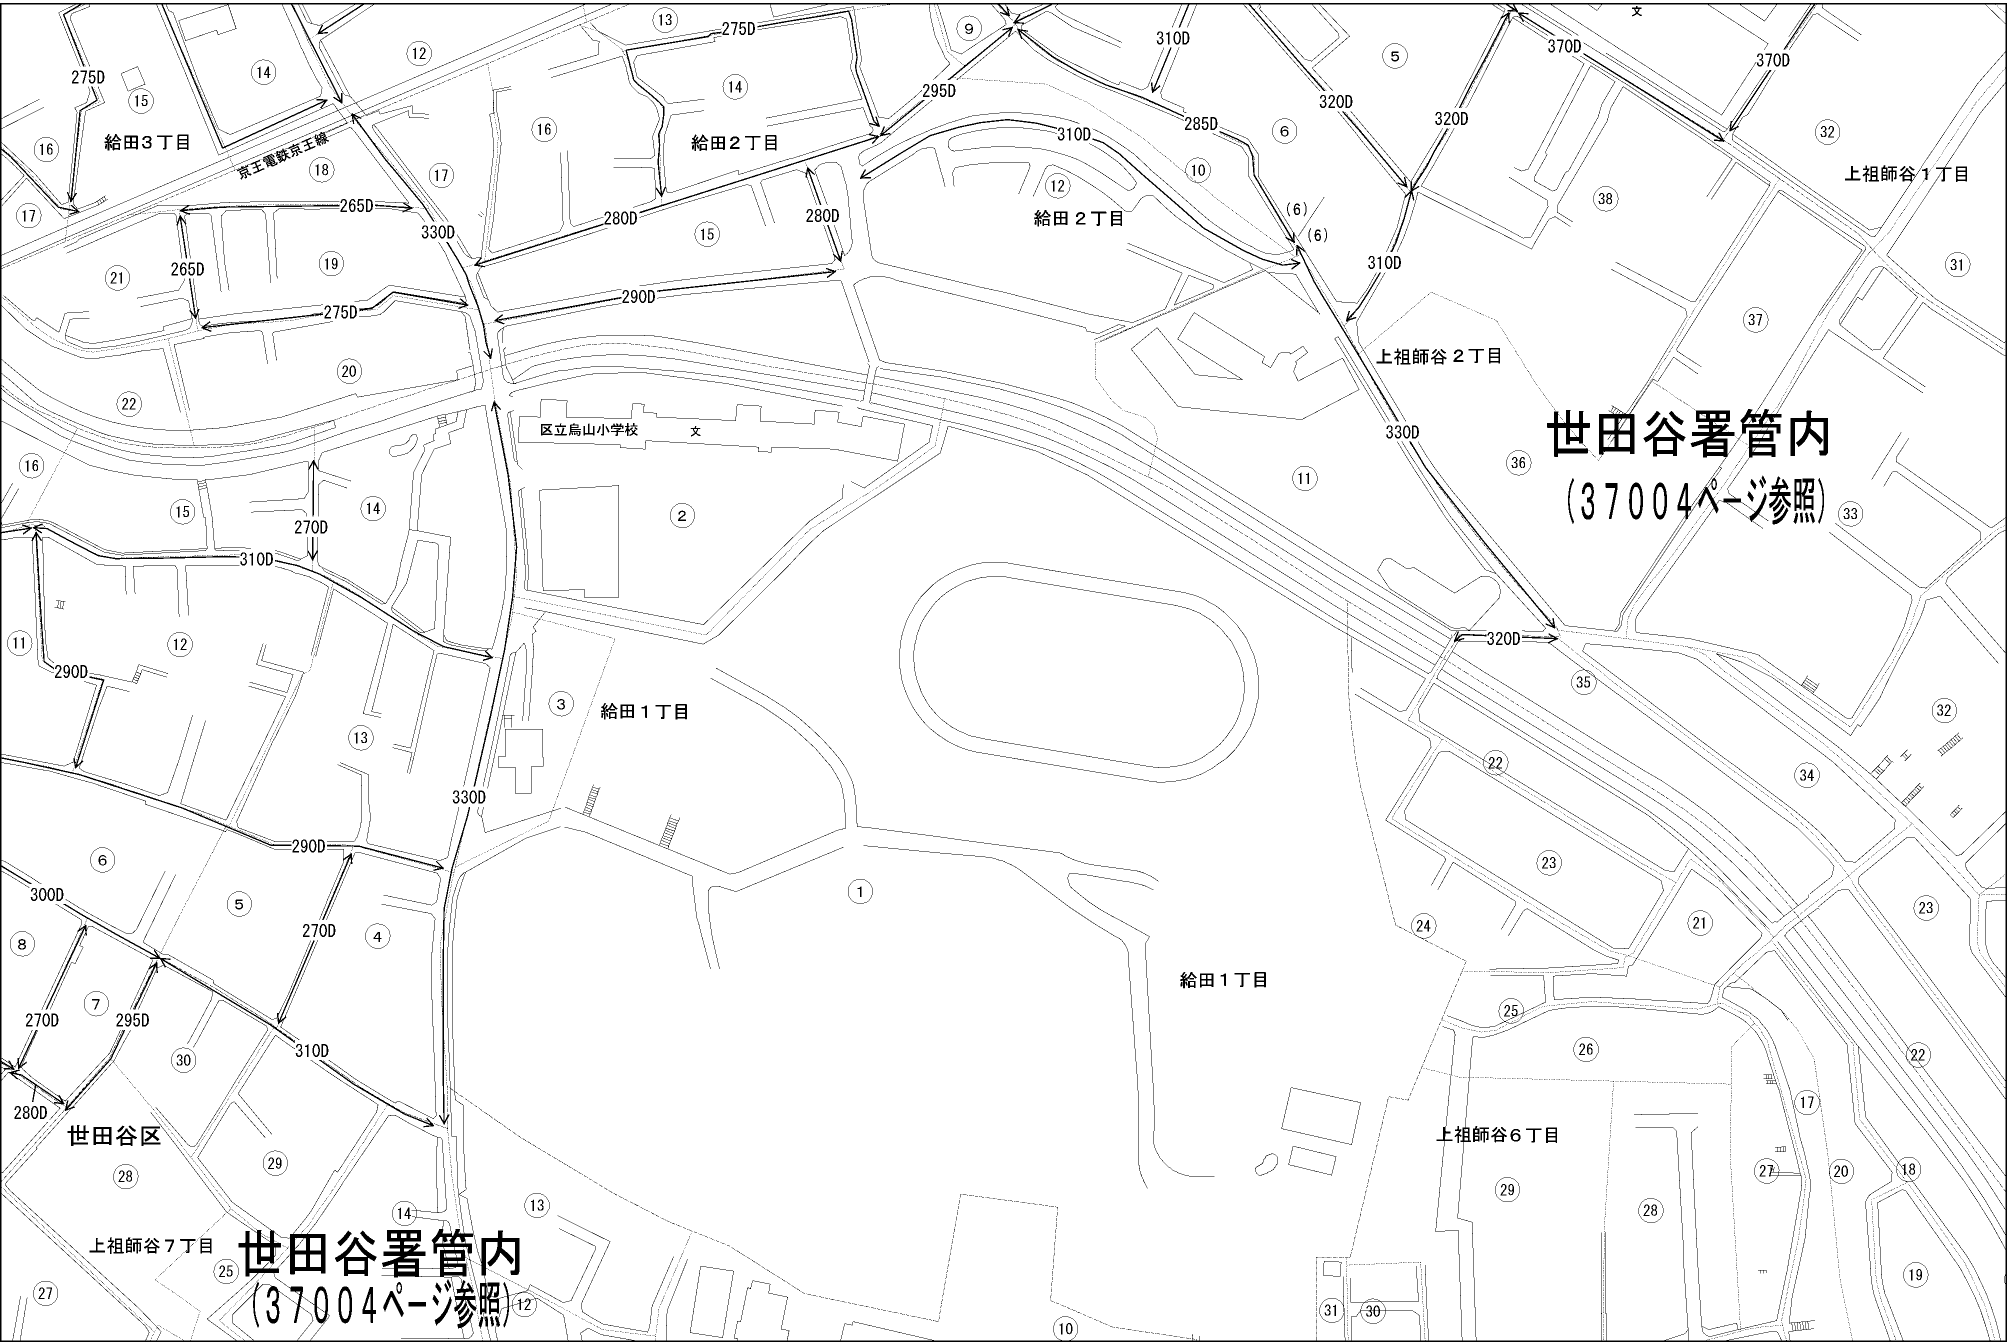 13
275D
9
文
12
310D
370D
5
370D
275D
14
15
14
295D
320D
320D
16
285D
310D
6
32
給田３丁目
給田２丁目
16
京王電鉄京王線
18
17
10
12
上祖師谷１丁目
38
17
265D
280D
280D
(6)
給田２丁目
330D
15
(6)
19
265D
21
310D
31
290D
275D
37
上祖師谷２丁目
20
22
区立烏山小学校
文
330D
世田谷署管内
16
36
11
（３７００４ページ参照）
15
14
2
33
270D
310D
11
12
320D
290D
35
3
給田１丁目
32
13
22
34
330D
290D
6
23
300D
5
1
23
270D
4
24
21
8
給田１丁目
7
270D
295D
25
310D
30
26
22
280D
17
世田谷区
上祖師谷６丁目
29
28
27
20
18
29
13
14
28
上祖師谷７丁目
世田谷署管内
25
19
27
（３７００４ページ参照）
12
31
30
10